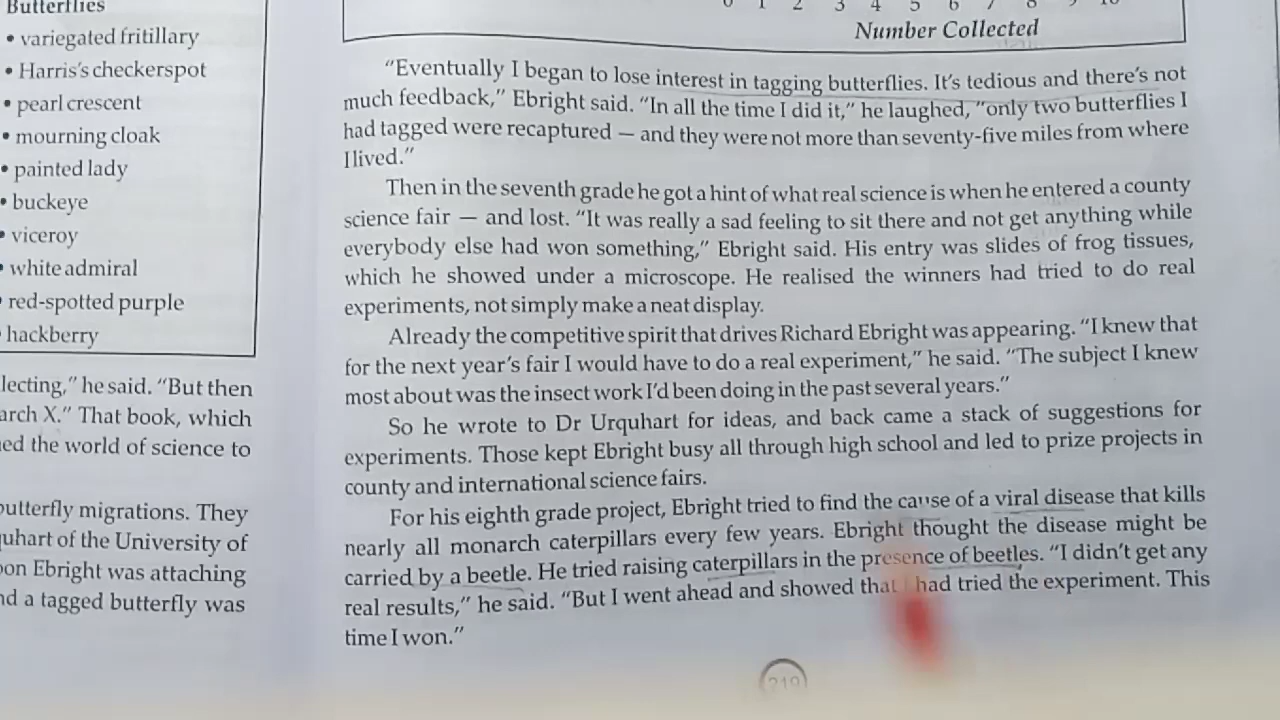 Butterflies
• variegated fritillary
• Harris's checkerspot
• pearl crescent
• mourning cloak
• painted lady
• buckeye
• viceroy
• white admiral
red-spotted purple
hackberry
lecting," he said. "But then
arch X." That book, which
ed the world of science to
butterfly migrations. They
uhart of the University of
on Ebright was attaching
nd a tagged butterfly was
0 1 2 3 4 5 6 7 8 9 10
Number Collected
"Eventually I began to lose interest in tagging butterflies. It's tedious and there's not
much feedback," Ebright said. "In all the time I did it," he laughed, "only two butterflies I
had tagged were recaptured — and they were not more than seventy-five miles from where
I lived."
Then in the seventh grade he got a hint of what real science is when he entered a county
science fair — and lost. "It was really a sad feeling to sit there and not get anything while
everybody else had won something," Ebright said. His entry was slides of frog tissues,
which he showed under a microscope. He realised the winners had tried to do real
experiments, not simply make a neat display.
Already the competitive spirit that drives Richard Ebright was appearing. "I knew that
for the next year's fair I would have to do a real experiment," he said. "The subject I knew
most about was the insect work I'd been doing in the past several years."
So he wrote to Dr Urquhart for ideas, and back came a stack of suggestions for
experiments. Those kept Ebright busy all through high school and led to prize projects in
county and international science fairs.
For his eighth grade project, Ebright tried to find the cause of a viral disease that kills
nearly all monarch caterpillars every few years. Ebright thought the disease might be
carried by a beetle. He tried raising caterpillars in the presence of beetles. "I didn't get any
real results," he said. "But I went ahead and showed that I had tried the experiment. This
time I won."
219